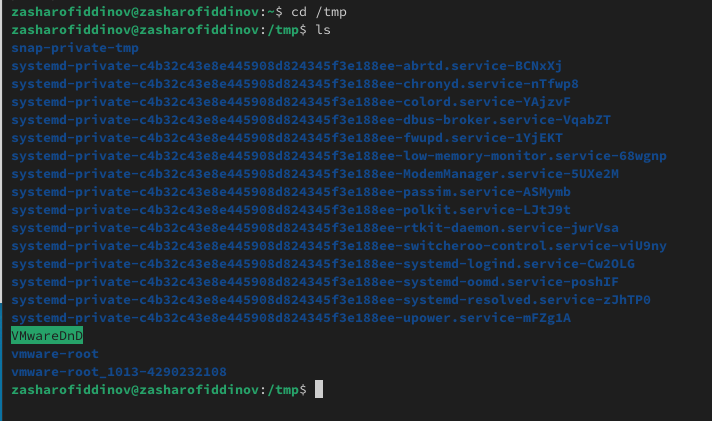 zasharofiddinov@zasharofiddinov:~$ cd /tmp
zasharofiddinov@zasharofiddinov:/tmp$ ls
snap-private-tmp
systemd-private-c4b32c43e8e445908d824345f3e188ee-abrtd.service-BCNxXj
systemd-private-c4b32c43e8e445908d824345f3e188ee-chronyd.service-nTfwp8
systemd-private-c4b32c43e8e445908d824345f3e188ee-colord.service-YAjzvF
systemd-private-c4b32c43e8e445908d824345f3e188ee-dbus-broker.service-VqabZT
systemd-private-c4b32c43e8e445908d824345f3e188ee-fwupd.service-1YjEKT
systemd-private-c4b32c43e8e445908d824345f3e188ee-low-memory-monitor.service-68wgnp
systemd-private-c4b32c43e8e445908d824345f3e188ee-ModemManager.service-5UXe2M
systemd-private-c4b32c43e8e445908d824345f3e188ee-passim.service-ASMymb
systemd-private-c4b32c43e8e445908d824345f3e188ee-polkit.service-LJtJ9t
systemd-private-c4b32c43e8e445908d824345f3e188ee-rtkit-daemon.service-jwrVsa
systemd-private-c4b32c43e8e445908d824345f3e188ee-switcheroo-control.service-viU9ny
systemd-private-c4b32c43e8e445908d824345f3e188ee-systemd-logind.service-Cw2OLG
systemd-private-c4b32c43e8e445908d824345f3e188ee-systemd-oomd.service-poshIF
systemd-private-c4b32c43e8e445908d824345f3e188ee-systemd-resolved.service-zJhTP0
systemd-private-c4b32c43e8e445908d824345f3e188ee-upower.service-mFZg1A
VMwareDnD
vmware-root
vmware-root_1013-4290232108
zasharofiddinov@zasharofiddinov:/tmp$